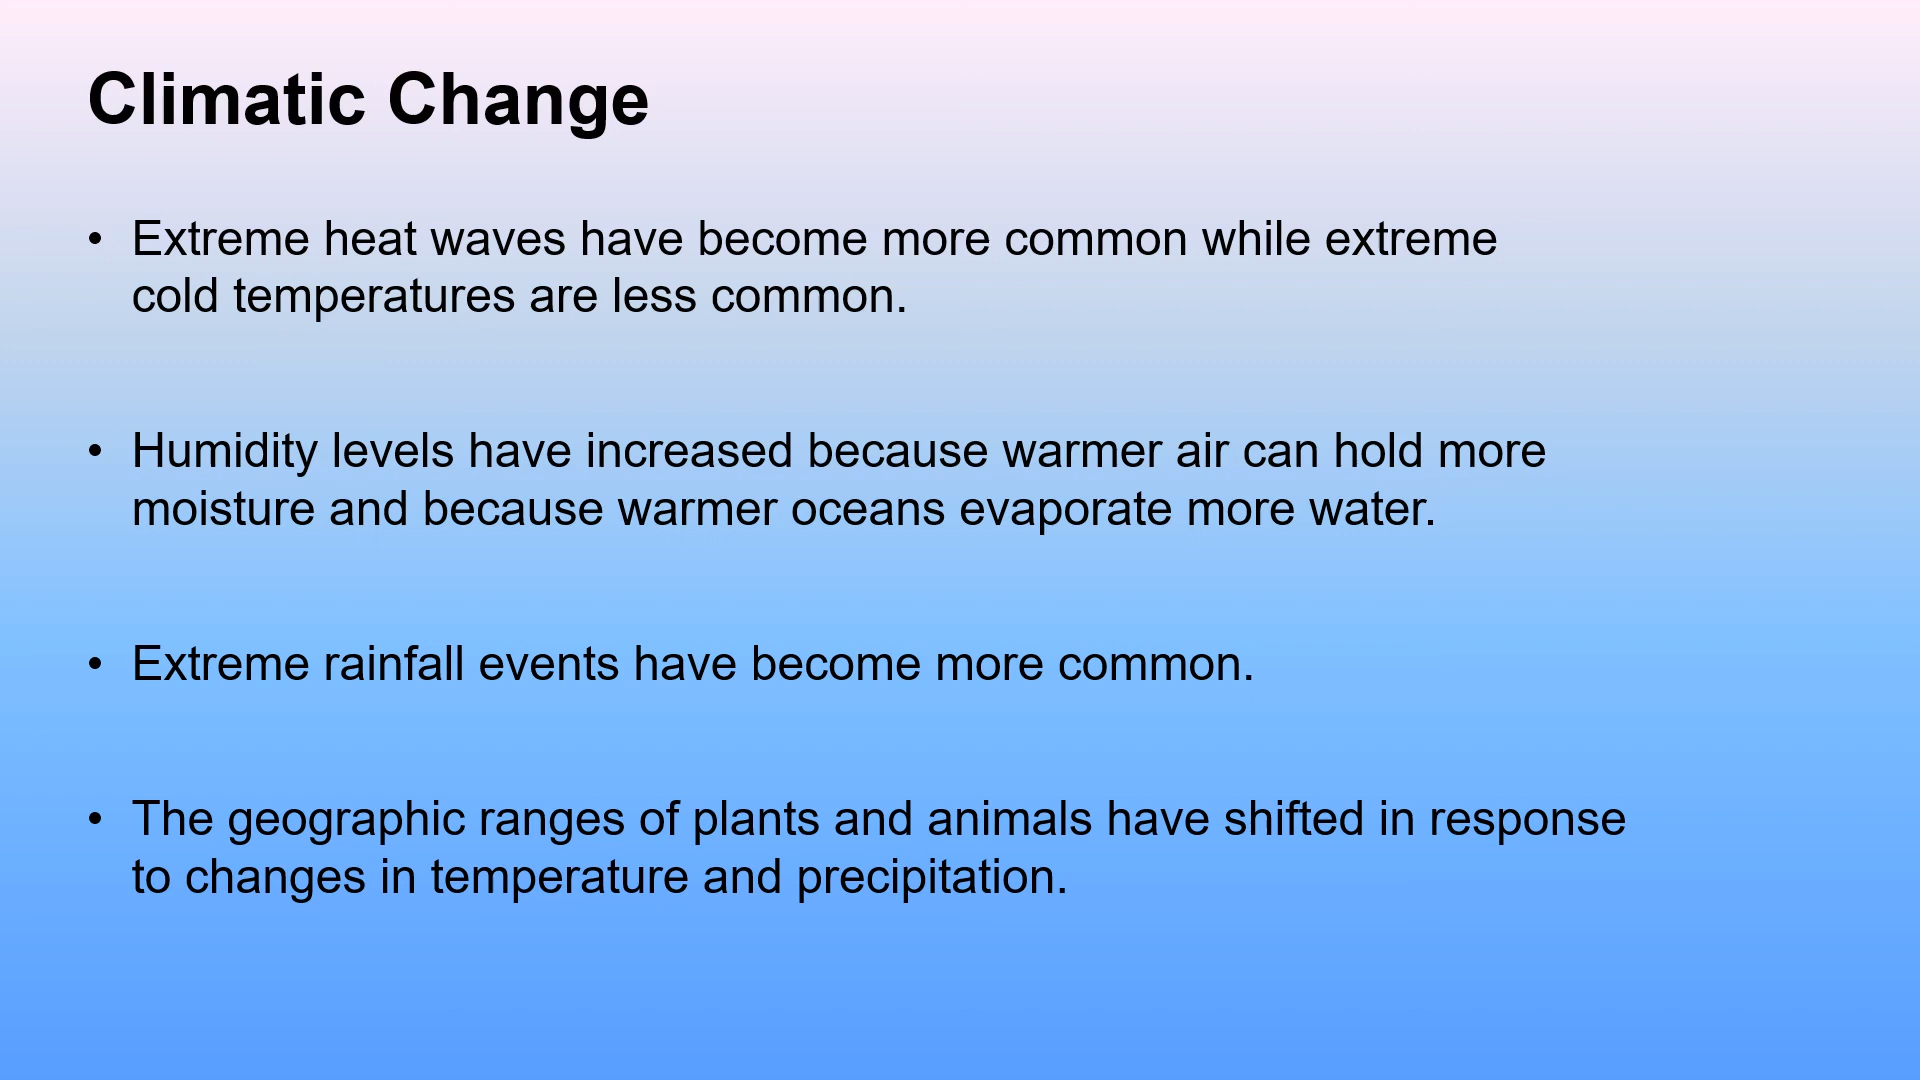 Climatic Change
• Extreme heat waves have become more common while extreme
cold temperatures are less common.
• Humidity levels have increased because warmer air can hold more
moisture and because warmer oceans evaporate more water.
• Extreme rainfall events have become more common.
• The geographic ranges of plants and animals have shifted in response
to changes in temperature and precipitation.